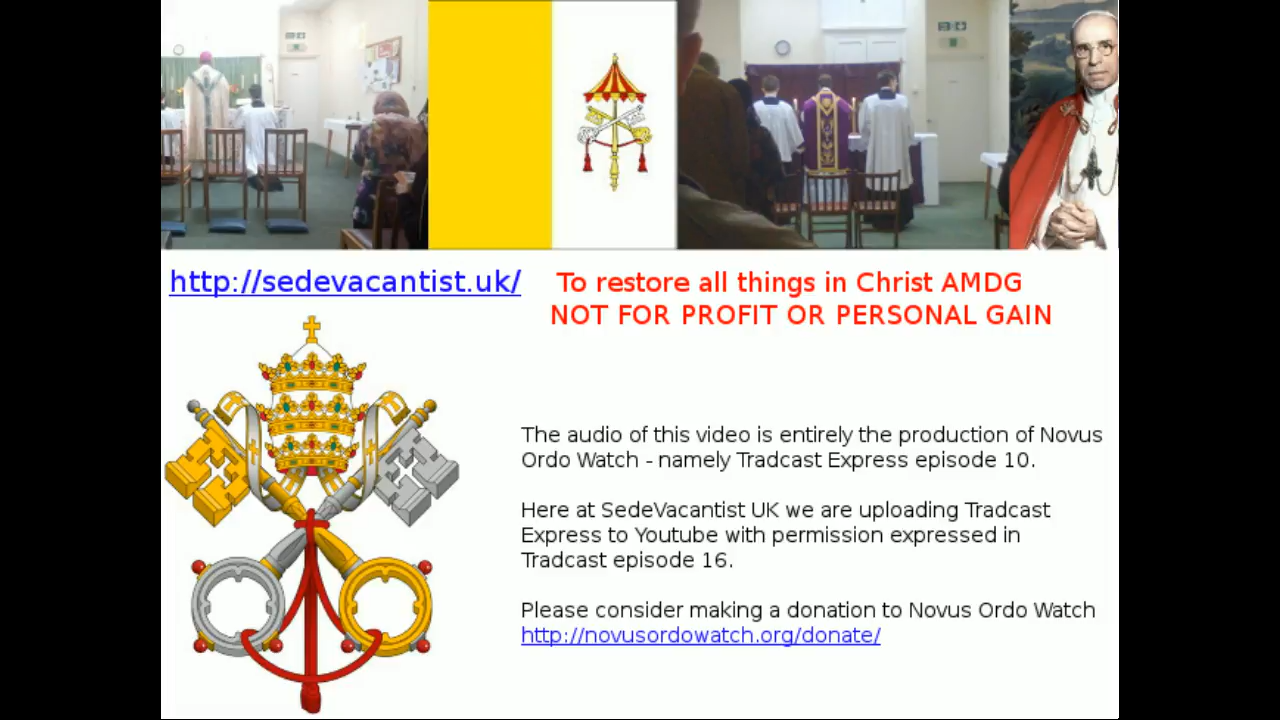 http://sedevacantist.uk/
To restore all things in Christ AMDG
NOT FOR PROFIT OR PERSONAL GAIN
The audio of this video is entirely the production of Novus
Ordo Watch - namely Tradcast Express episode 10.
Here at SedeVacantist UK we are uploading Tradcast
Express to Youtube with permission expressed in
Tradcast episode 16.
Please consider making a donation to Novus Ordo Watch
http://novusordowatch.org/donate/